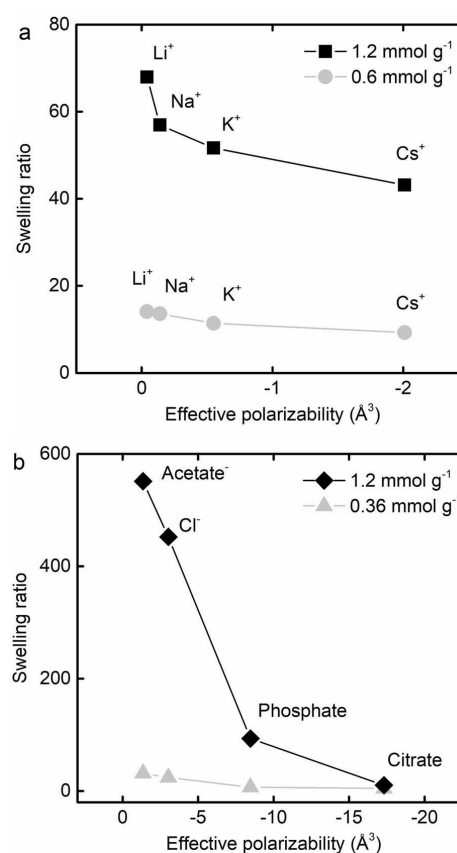 a
80
60
40
20
0
Swelling ratio
Li⁺
Na⁺
K⁺
Cs⁺
1.2 mmol g⁻¹
0.6 mmol g⁻¹
Li⁺
Na⁺
K⁺
Cs⁺
0 -1 -2
Effective polarizability (Å³)
b
600
400
200
0
Swelling ratio
Acetate⁻
Cl⁻
Phosphate
Citrate
1.2 mmol g⁻¹
0.36 mmol g⁻
0 -5 -10 -15 -20
Effective polarizability (Å³)